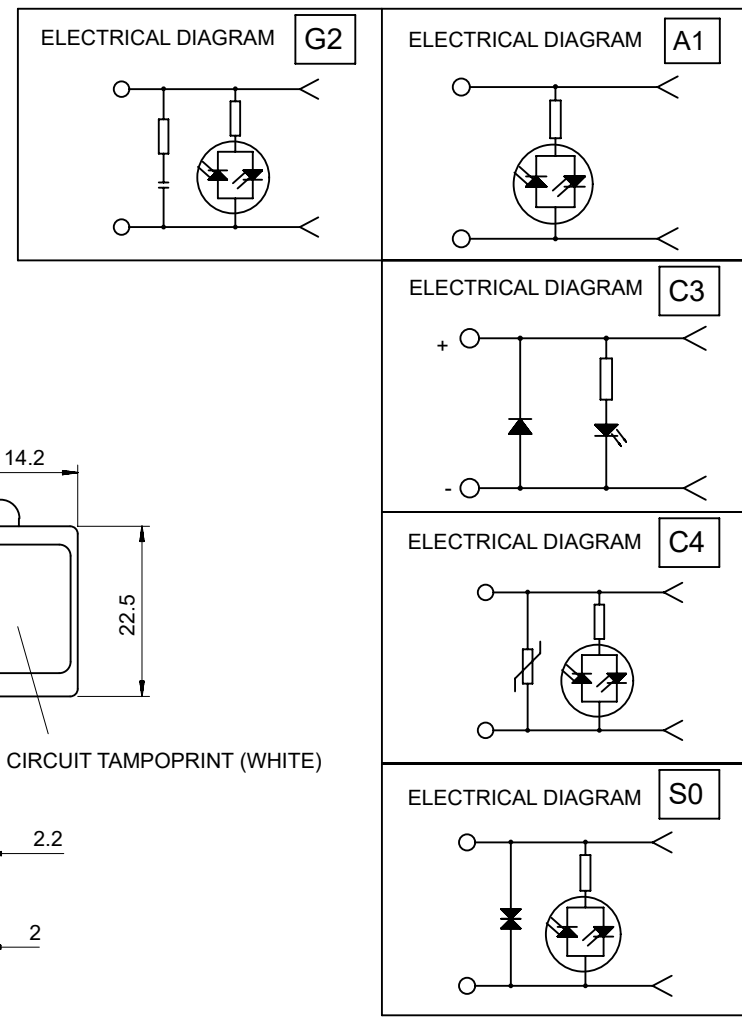 ELECTRICAL DIAGRAM G2
ELECTRICAL DIAGRAM A1
ELECTRICAL DIAGRAM C3
+
-
14.2
22.5
ELECTRICAL DIAGRAM C4
CIRCUIT TAMPOPRINT (WHITE)
ELECTRICAL DIAGRAM S0
2.2
2